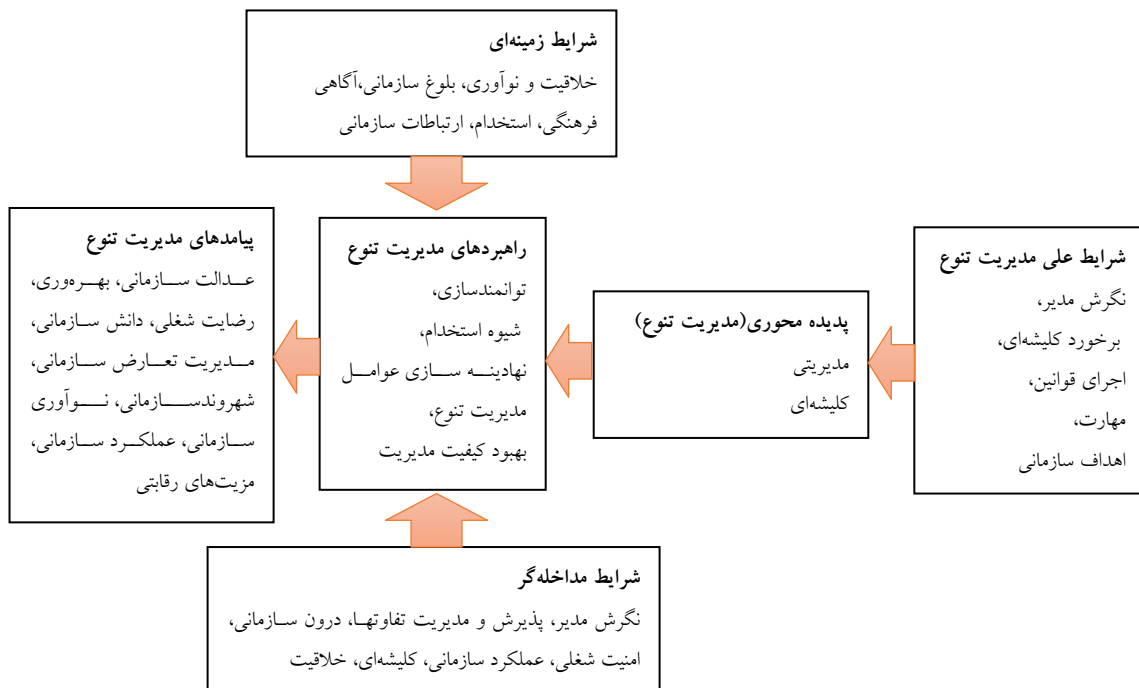 شرایط زمینه‌ای
خلاقیت و نوآوری، بلوغ سازمانی،آگاهی
فرهنگی، استخدام، ارتباطات سازمانی
شرایط علی مدیریت تنوع
نگرش مدیر،
برخورد کلیشه‌ای،
اجرای قوانین،
مهارت،
اهداف سازمانی
پدیده محوری(مدیریت تنوع)
مدیریتی
کلیشه‌ای
راهبردهای مدیریت تنوع
توانمندسازی،
شیوه استخدام،
نهادینه سازی عوامل
مدیریت تنوع،
بهبود کیفیت مدیریت
پیامدهای مدیریت تنوع
عدالت سازمانی، بهره‌وری،
رضایت شغلی، دانش سازمانی،
مدیریت تعارض سازمانی،
شهروندسازمانی، نوآوری
سازمانی، عملکرد سازمانی،
مزیت‌های رقابتی
شرایط مداخله‌گر
نگرش مدیر، پذیرش و مدیریت تفاوتها، درون سازمانی،
امنیت شغلی، عملکرد سازمانی، کلیشه‌ای، خلاقیت